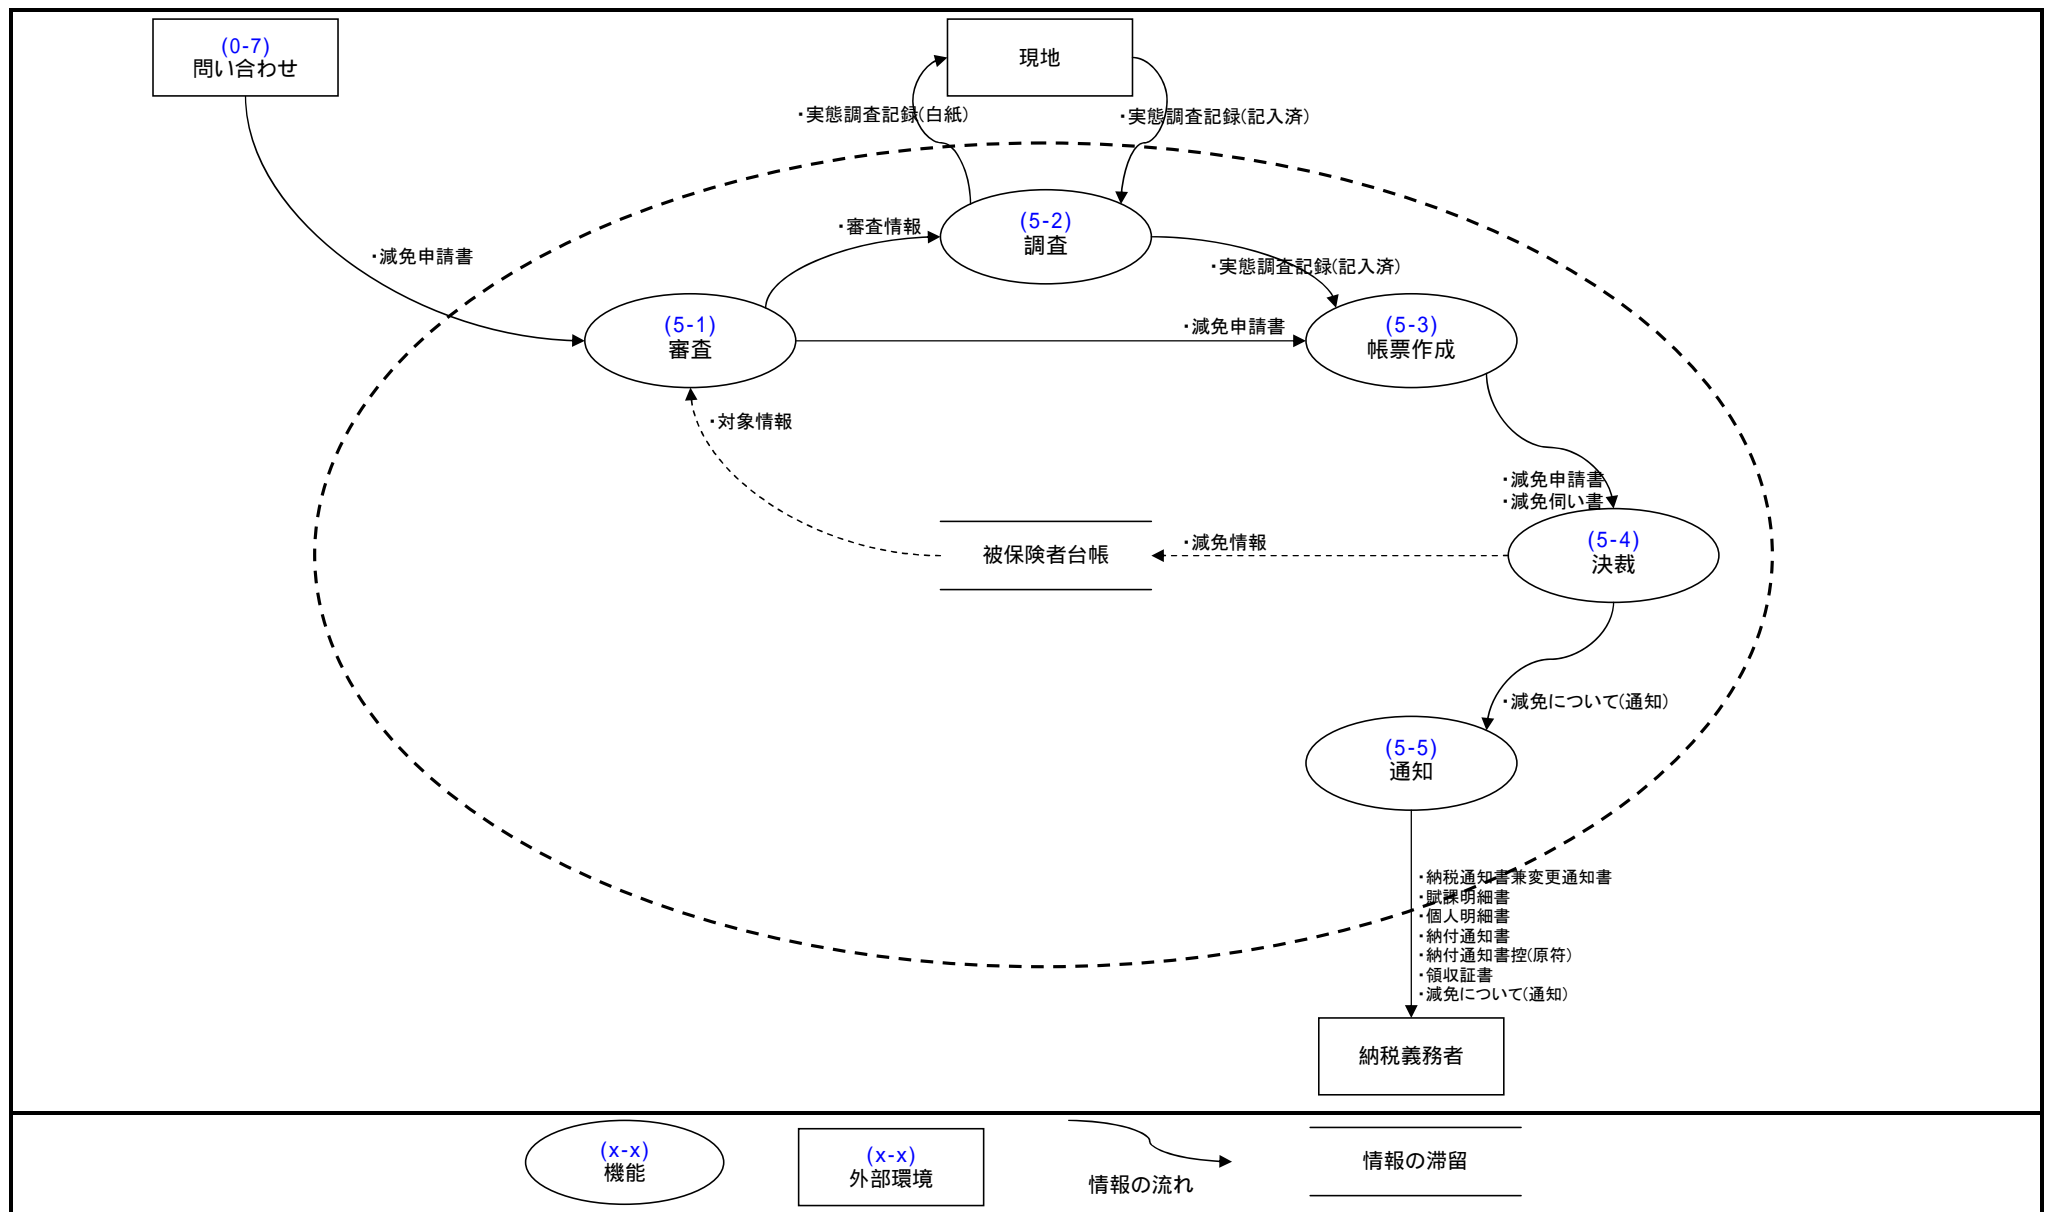 (0-7)
問い合わせ
現地
・実態調査記録(白紙)
・実態調査記録(記入済)
(5-2)
調査
・審査情報
・減免申請書
・実態調査記録(記入済)
(5-1)
審査
・減免申請書
(5-3)
帳票作成
・対象情報
・減免申請書
・減免伺い書
被保険者台帳
・減免情報
(5-4)
決裁
・減免について(通知)
(5-5)
通知
・納税通知書兼変更通知書
・賦課明細書
・個人明細書
・納付通知書
・納付通知書控(原符)
・領収証書
・減免について(通知)
納税義務者
(x-x)
機能
(x-x)
外部環境
情報の流れ
情報の滞留